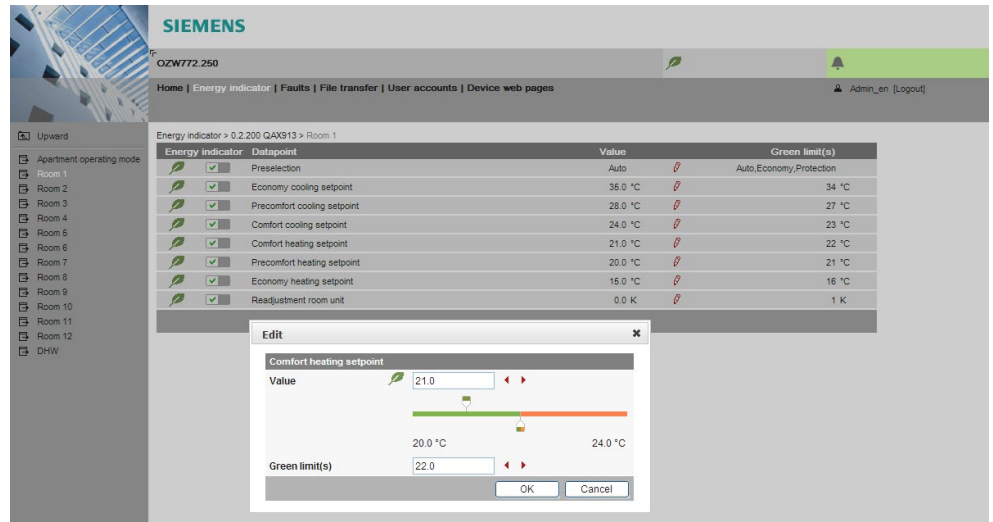 SIEMENS
OZW772.250
Home | Energy indicator | Faults | File transfer | User accounts | Device web pages
Admin_en [Logout]
Upward
Apartment operating mode
Room 1
Room 2
Room 3
Room 4
Room 5
Room 6
Room 7
Room 8
Room 9
Room 10
Room 11
Room 12
DHW
Energy indicator > 0.2.200 QAX913 > Room 1
Energy indicator Datapoint Value Green limit(s)
Preselection Auto Auto,Economy,Protection
Economy cooling setpoint 35.0 °C 34 °C
Precomfort cooling setpoint 28.0 °C 27 °C
Comfort cooling setpoint 24.0 °C 23 °C
Comfort heating setpoint 21.0 °C 22 °C
Precomfort heating setpoint 20.0 °C 21 °C
Economy heating setpoint 15.0 °C 16 °C
Readjustment room unit 0.0 K 1 K
Edit
Comfort heating setpoint
Value 21.0
20.0 °C 24.0 °C
Green limit(s) 22.0
OK Cancel